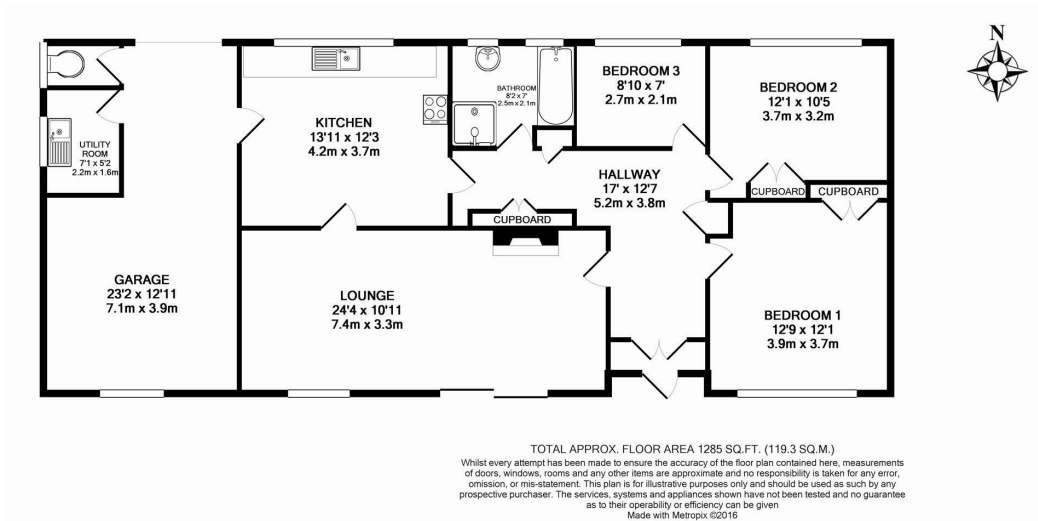 N
UTILITY
ROOM
7'1 x 5'2
2.2m x 1.6m
GARAGE
23'2 x 12'11
7.1m x 3.9m
KITCHEN
13'11 x 12'3
4.2m x 3.7m
LOUNGE
24'4 x 10'11
7.4m x 3.3m
BATHROOM
8'2 x 7'
2.5m x 2.1m
CUPBOARD
HALLWAY
17' x 12'7
5.2m x 3.8m
BEDROOM 3
8'10 x 7'
2.7m x 2.1m
BEDROOM 2
12'1 x 10'5
3.7m x 3.2m
CUPBOARD
CUPBOARD
BEDROOM 1
12'9 x 12'1
3.9m x 3.7m
TOTAL APPROX. FLOOR AREA 1285 SQ.FT. (119.3 SQ.M.)
Whilst every attempt has been made to ensure the accuracy of the floor plan contained here, measurements
of doors, windows, rooms and any other items are approximate and no responsibility is taken for any error,
omission, or mis-statement. This plan is for illustrative purposes only and should be used as such by any
prospective purchaser. The services, systems and appliances shown have not been tested and no guarantee
as to their operability or efficiency can be given
Made with Metropix ©2016